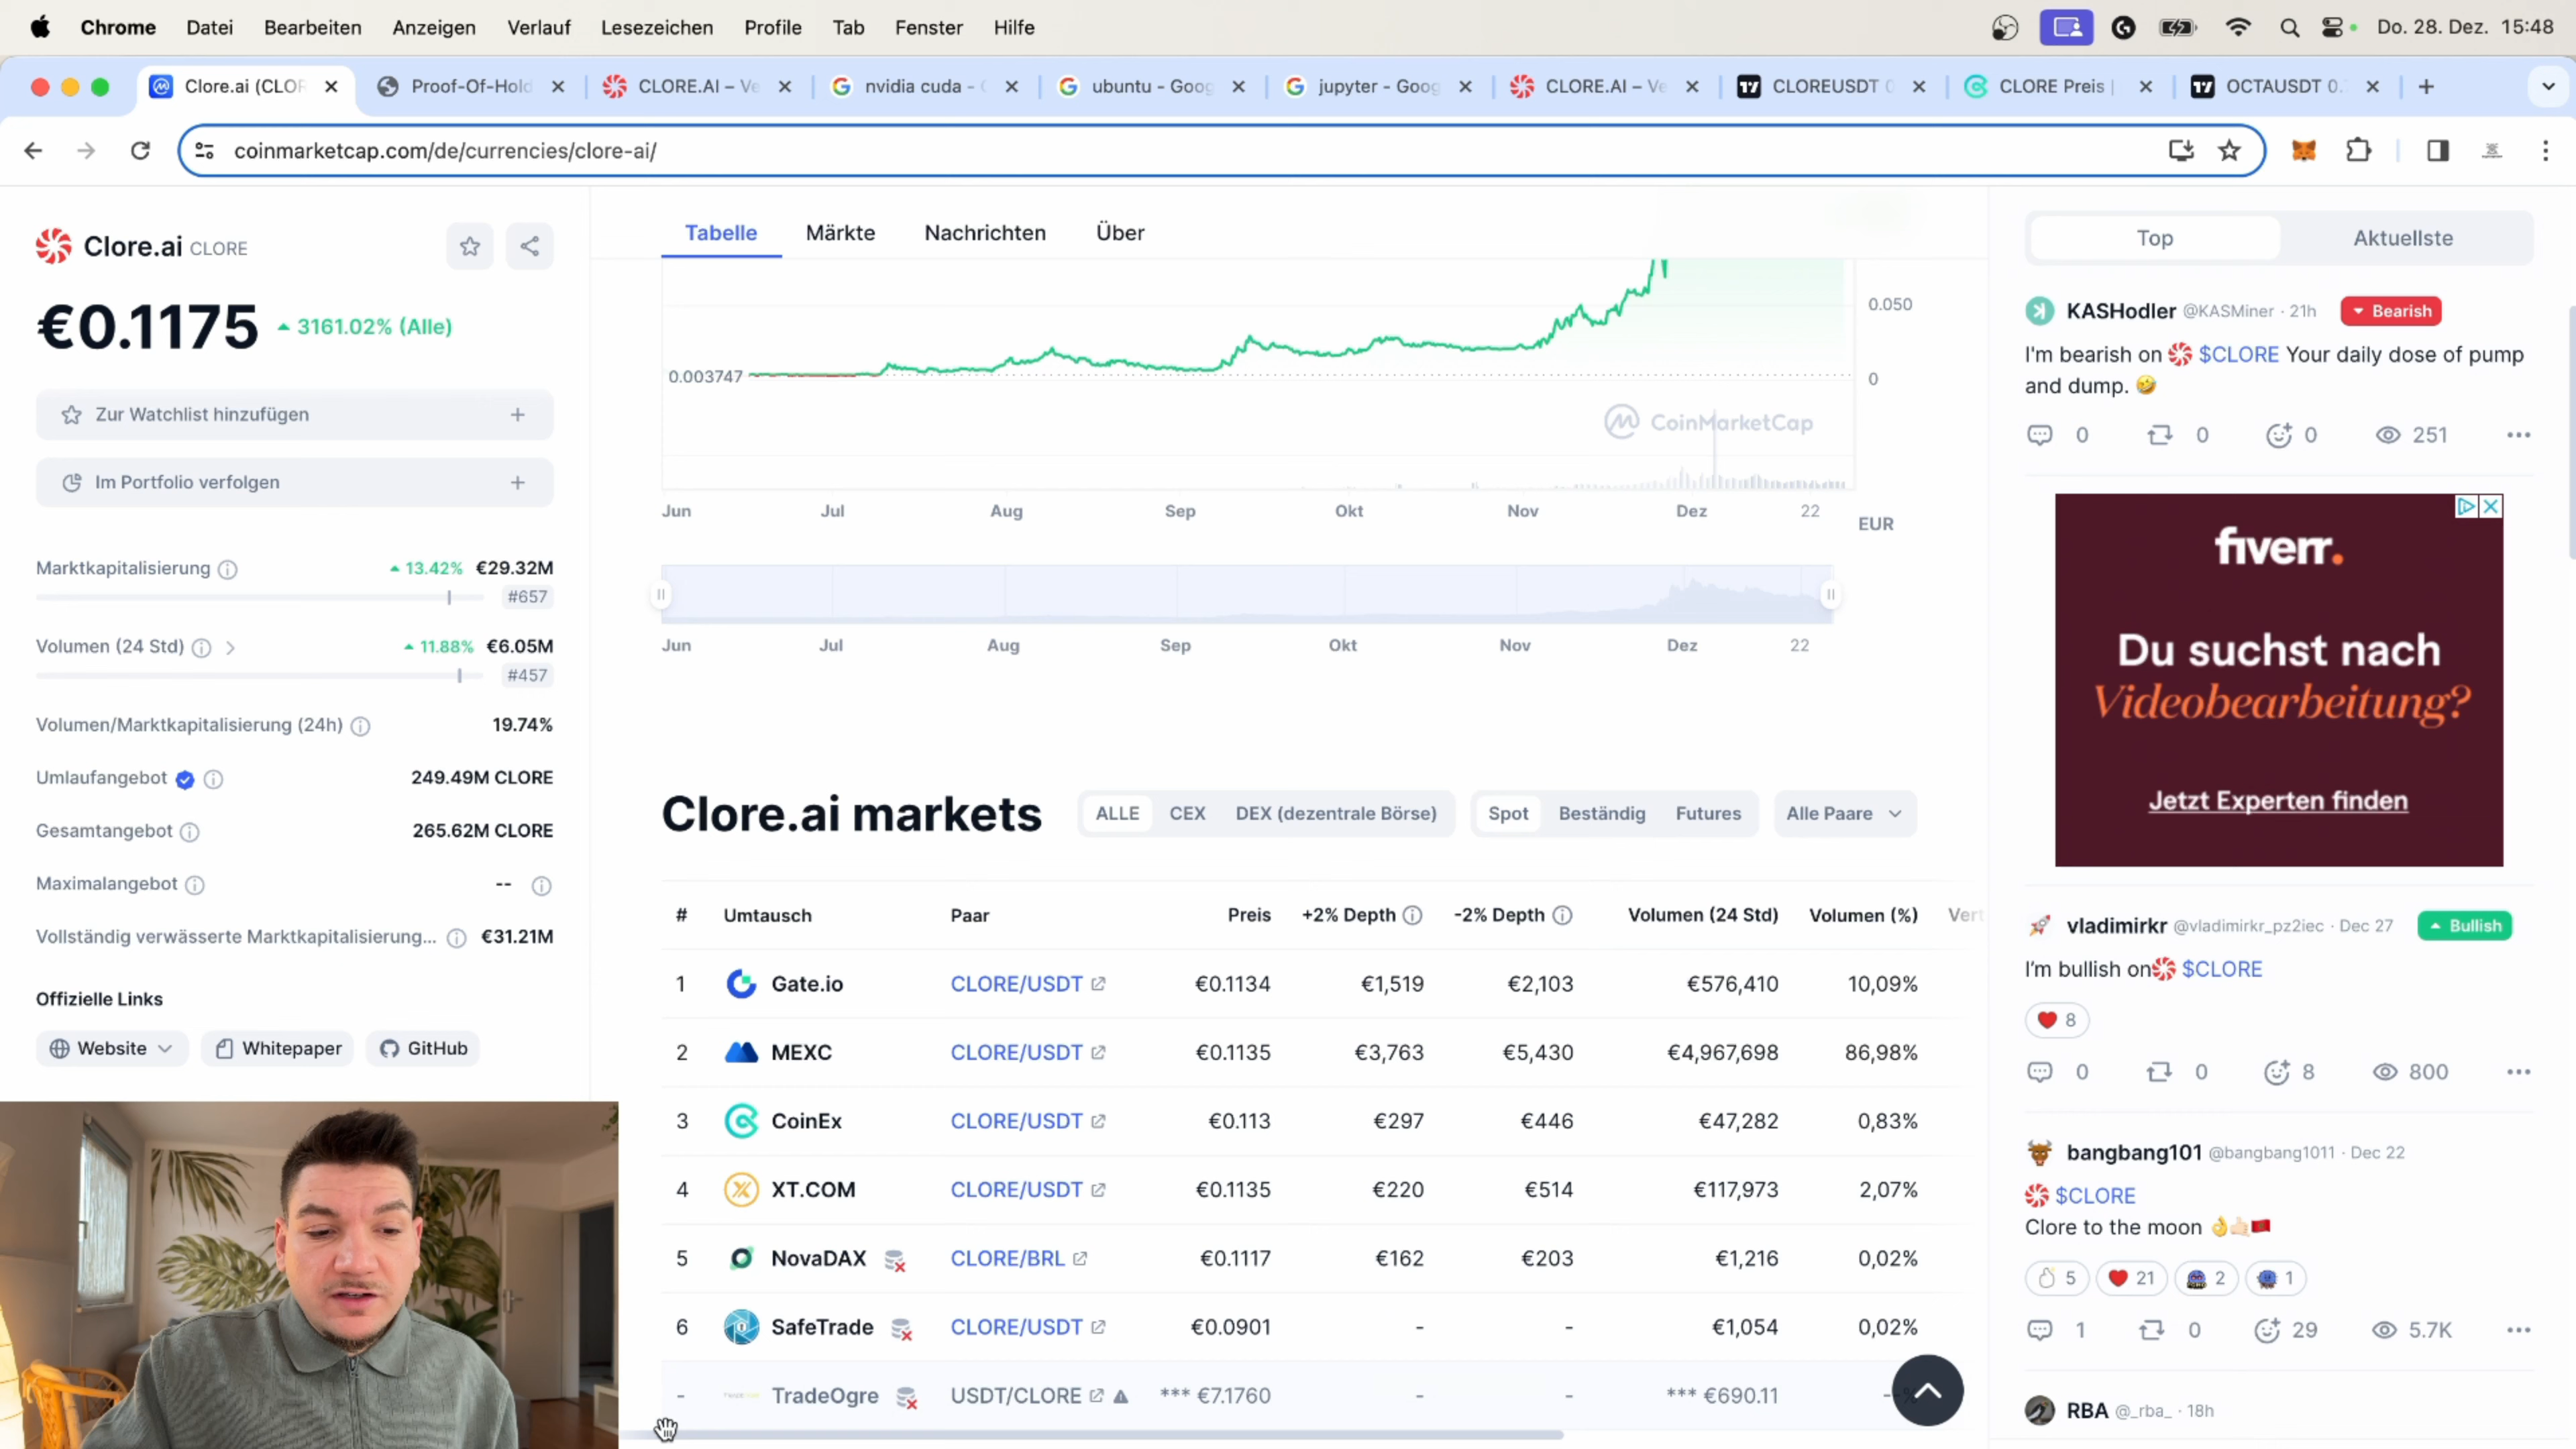 Chrome Datei Bearbeiten Anzeigen Verlauf Lesezeichen Profile Tab Fenster Hilfe Do. 28. Dez. 15:48
Clore.ai (CLOR Proof-Of-Hold CLORE.AI – Ve nvidia cuda - ubuntu - Goog jupyter - Goog CLORE.AI – Ve CLOREUSDT CLORE Preis | OCTAUSDT 0.
coinmarketcap.com/de/currencies/clore-ai/
Clore.ai CLORE
€0.1175 3161.02% (Alle)
Zur Watchlist hinzufügen
Im Portfolio verfolgen
Marktkapitalisierung 13.42% €29.32M
#657
Volumen (24 Std) 11.88% €6.05M
#457
Volumen/Marktkapitalisierung (24h) 19.74%
Umlaufangebot 249.49M CLORE
Gesamtangebot 265.62M CLORE
Maximalangebot --
Vollständig verwässerte Marktkapitalisierung... €31.21M
Offizielle Links
Website Whitepaper GitHub
Tabelle Märkte Nachrichten Über
0.050
0.003747 0
CoinMarketCap
Jun Jul Aug Sep Okt Nov Dez 22 EUR
Jun Jul Aug Sep Okt Nov Dez 22
Clore.ai markets ALLE CEX DEX (dezentrale Börse) Spot Beständig Futures Alle Paare
# Umtausch Paar Preis +2% Depth -2% Depth Volumen (24 Std) Volumen (%) Vert
1 Gate.io CLORE/USDT €0.1134 €1,519 €2,103 €576,410 10,09%
2 MEXC CLORE/USDT €0.1135 €3,763 €5,430 €4,967,698 86,98%
3 CoinEx CLORE/USDT €0.113 €297 €446 €47,282 0,83%
4 XT.COM CLORE/USDT €0.1135 €220 €514 €117,973 2,07%
5 NovaDAX CLORE/BRL €0.1117 €162 €203 €1,216 0,02%
6 SafeTrade CLORE/USDT €0.0901 - - €1,054 0,02%
- TradeOgre USDT/CLORE *** €7.1760 - - *** €690.11
Top Aktuellste
KASHodler @KASMiner · 21h Bearish
I'm bearish on $CLORE Your daily dose of pump
and dump. 🤣
0 0 0 251
fiverr.
Du suchst nach
Videobearbeitung?
Jetzt Experten finden
vladimirkr @vladimirkr_pz2iec · Dec 27 Bullish
I'm bullish on $CLORE
❤️ 8
0 0 8 800
bangbang101 @bangbang1011 · Dec 22
$CLORE
Clore to the moon
5 21 2 1
1 0 29 5.7K
RBA @_rba_ · 18h